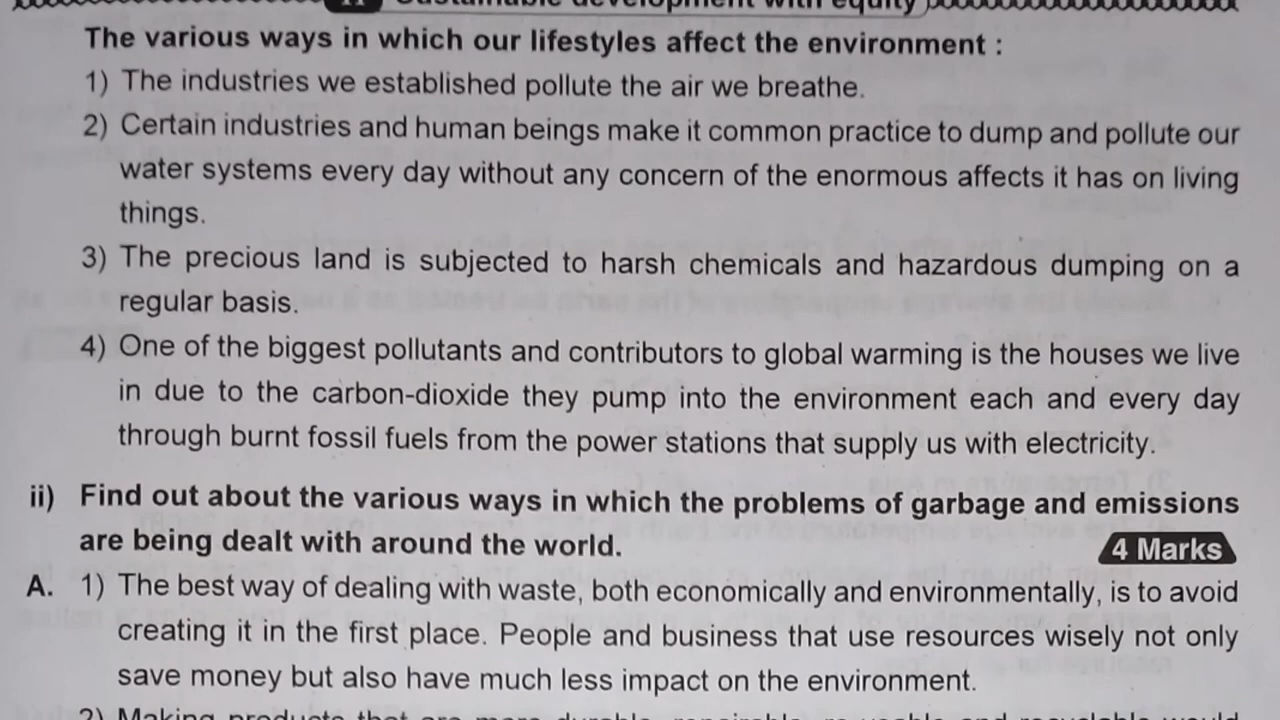 11 Sustainable development with equity
The various ways in which our lifestyles affect the environment :
1) The industries we established pollute the air we breathe.
2) Certain industries and human beings make it common practice to dump and pollute our
water systems every day without any concern of the enormous affects it has on living
things.
3) The precious land is subjected to harsh chemicals and hazardous dumping on a
regular basis.
4) One of the biggest pollutants and contributors to global warming is the houses we live
in due to the carbon-dioxide they pump into the environment each and every day
through burnt fossil fuels from the power stations that supply us with electricity.
ii) Find out about the various ways in which the problems of garbage and emissions
are being dealt with around the world. 4 Marks
A. 1) The best way of dealing with waste, both economically and environmentally, is to avoid
creating it in the first place. People and business that use resources wisely not only
save money but also have much less impact on the environment.
2) Making products that are more durable, repairable, re-usable and recyclable would